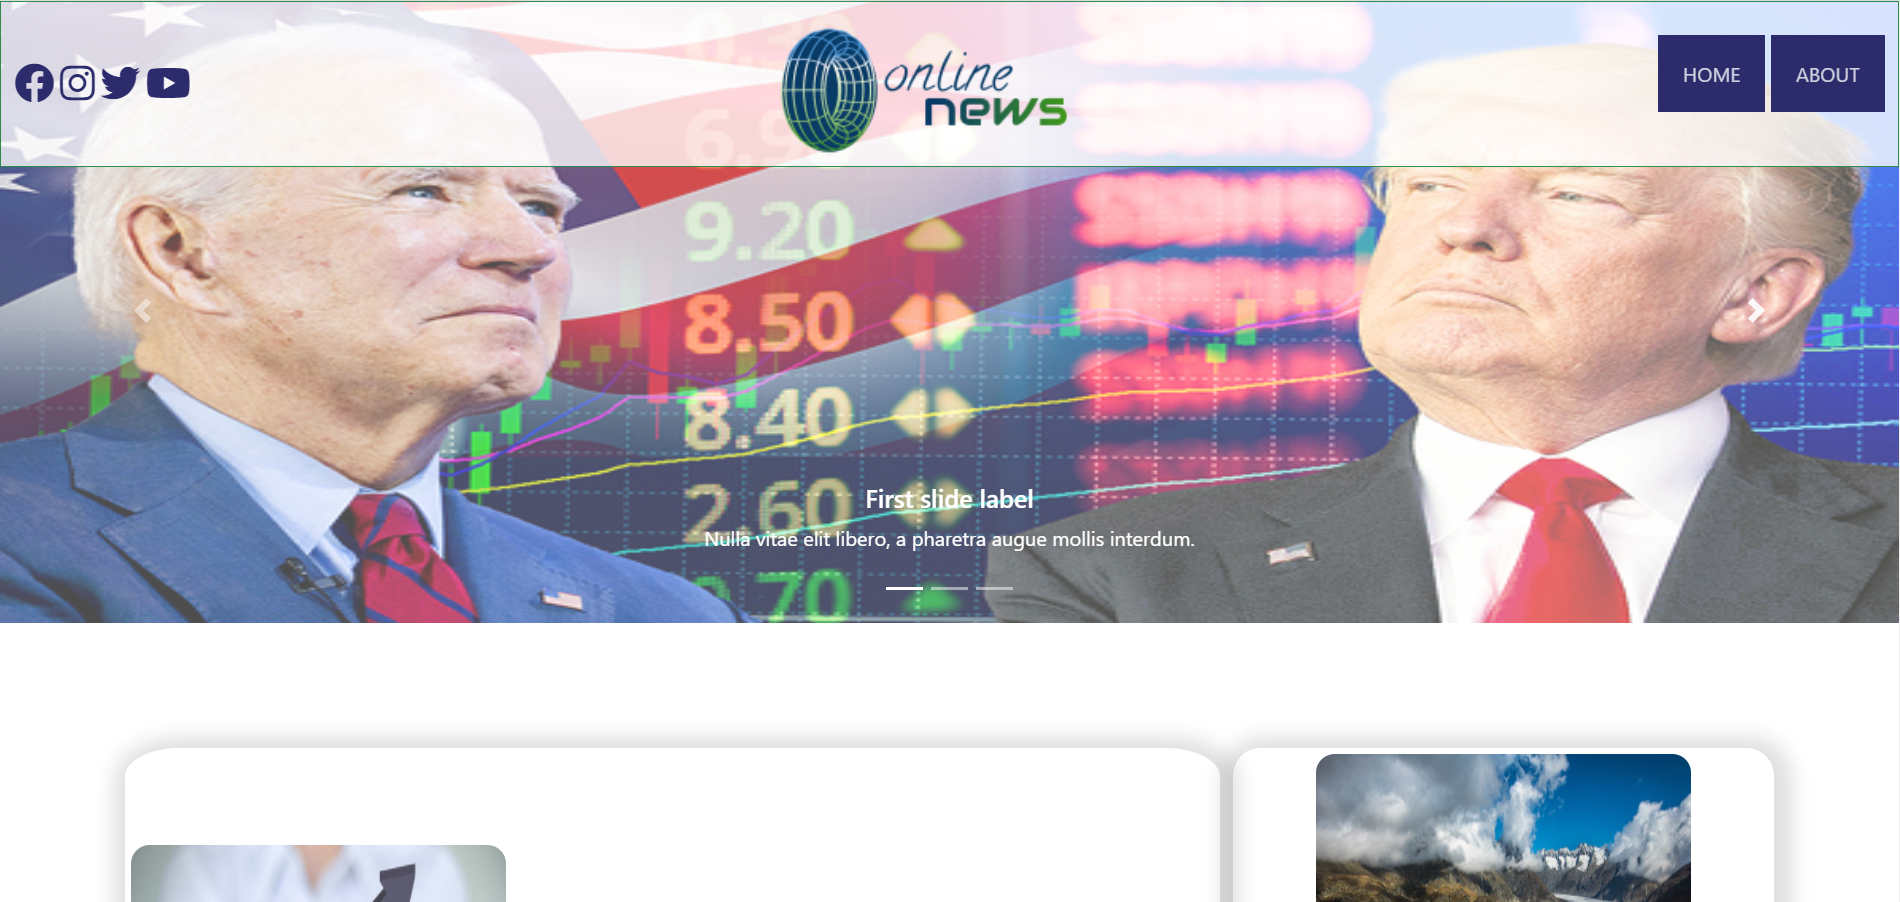 online
news
HOME
ABOUT
9.20
8.50
8.40
2.60
First slide label
Nulla vitae elit libero, a pharetra augue mollis interdum.
70